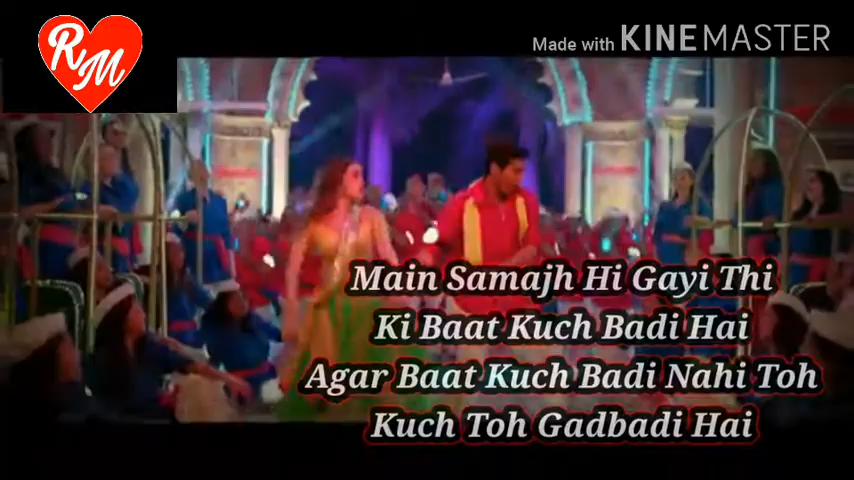 RM
Made with KINEMASTER
Main Samajh Hi Gayi Thi
Ki Baat Kuch Badi Hai
Agar Baat Kuch Badi Nahi Toh
Kuch Toh Gadbadi Hai